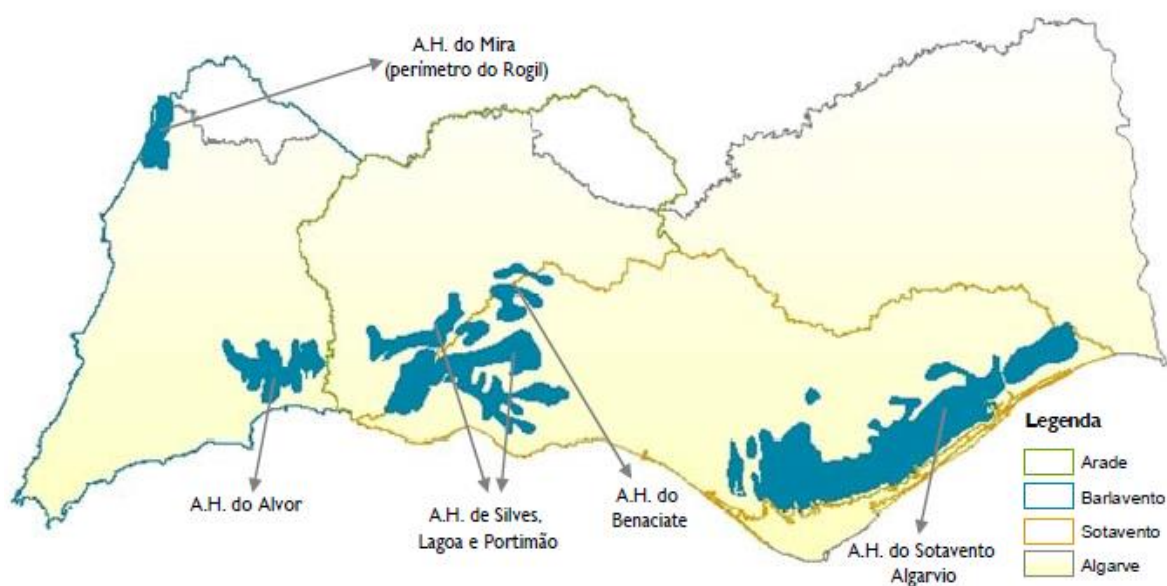 A.H. do Mira
(perímetro do Rogil)
A.H. do Alvor
A.H. de Silves,
Lagoa e Portimão
A.H. do
Benaciate
A.H. do Sotavento
Algarvio
Legenda
Arade
Barlavento
Sotavento
Algarve